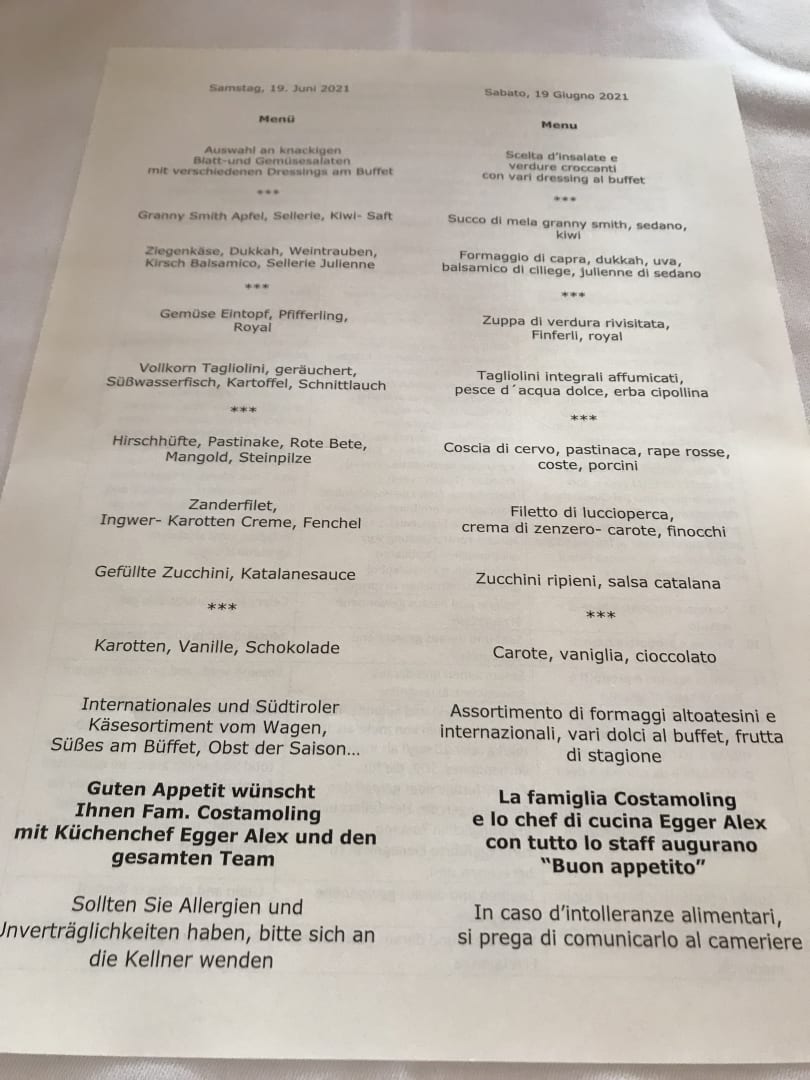 Samstag, 19. Juni 2021
Menü
Auswahl an knackigen
Blatt-und Gemüsesalaten
mit verschiedenen Dressings am Buffet
***
Granny Smith Apfel, Sellerie, Kiwi- Saft
Ziegenkäse, Dukkah, Weintrauben,
Kirsch Balsamico, Sellerie Julienne
***
Gemüse Eintopf, Pfifferling,
Royal
Vollkorn Tagliolini, geräuchert,
Süßwasserfisch, Kartoffel, Schnittlauch
***
Hirschhüfte, Pastinake, Rote Bete,
Mangold, Steinpilze
Zanderfilet,
Ingwer- Karotten Creme, Fenchel
Gefüllte Zucchini, Katalanesauce
***
Karotten, Vanille, Schokolade
Internationales und Südtiroler
Käsesortiment vom Wagen,
Süßes am Büffet, Obst der Saison...
Guten Appetit wünscht
Ihnen Fam. Costamoling
mit Küchenchef Egger Alex und den
gesamten Team
Sollten Sie Allergien und
Unverträglichkeiten haben, bitte sich an
die Kellner wenden
Sabato, 19 Giugno 2021
Menu
Scelta d'insalate e
verdure croccanti
con vari dressing al buffet
***
Succo di mela granny smith, sedano,
kiwi
Formaggio di capra, dukkah, uva,
balsamico di ciliege, julienne di sedano
***
Zuppa di verdura rivisitata,
Finferli, royal
Tagliolini integrali affumicati,
pesce d´acqua dolce, erba cipollina
***
Coscia di cervo, pastinaca, rape rosse,
coste, porcini
Filetto di luccioperca,
crema di zenzero- carote, finocchi
Zucchini ripieni, salsa catalana
***
Carote, vaniglia, cioccolato
Assortimento di formaggi altoatesini e
internazionali, vari dolci al buffet, frutta
di stagione
La famiglia Costamoling
e lo chef di cucina Egger Alex
con tutto lo staff augurano
“Buon appetito”
In caso d'intolleranze alimentari,
si prega di comunicarlo al cameriere